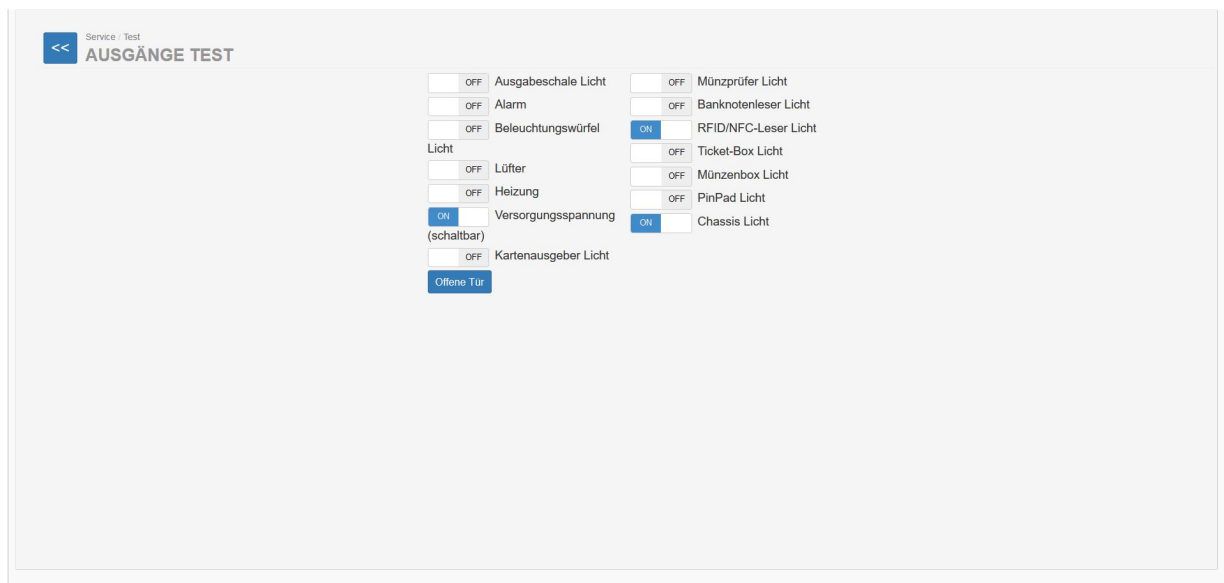 <<
Service / Test
AUSGÄNGE TEST
OFF Ausgabeschale Licht
OFF Alarm
OFF Beleuchtungswürfel
Licht
OFF Lüfter
OFF Heizung
ON Versorgungsspannung
(schaltbar)
OFF Kartenausgeber Licht
Offene Tür
OFF Münzprüfer Licht
OFF Banknotenleser Licht
ON RFID/NFC-Leser Licht
OFF Ticket-Box Licht
OFF Münzenbox Licht
OFF PinPad Licht
ON Chassis Licht